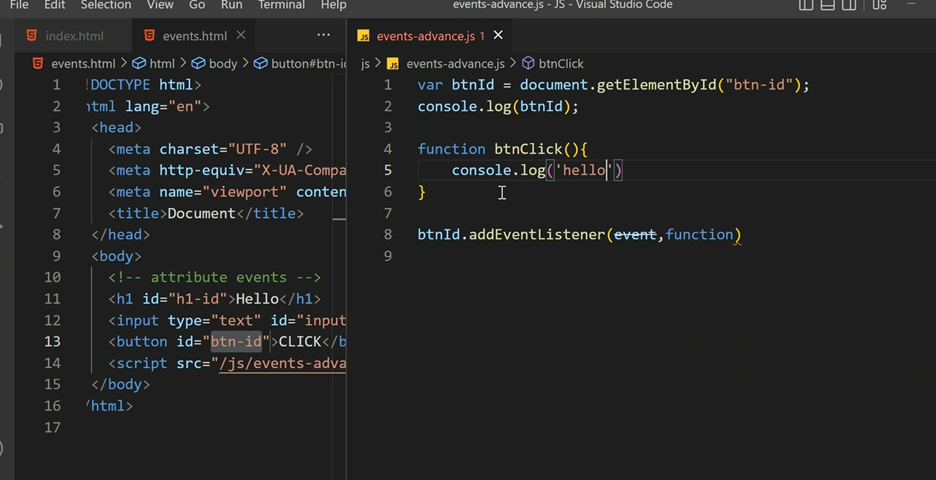 File Edit Selection View Go Run Terminal Help events-advance.js - JS - Visual Studio Code
index.html events.html × ··· JS events-advance.js 1 ×
events.html > html > body > button#btn-id
js > JS events-advance.js > btnClick
1 !DOCTYPE html>
2 html lang="en">
3 <head>
4 <meta charset="UTF-8" />
5 <meta http-equiv="X-UA-Compa
6 <meta name="viewport" conten
7 <title>Document</title>
8 </head>
9 <body>
10 <!-- attribute events -->
11 <h1 id="h1-id">Hello</h1>
12 <input type="text" id="input
13 <button id="btn-id">CLICK</b
14 <script src="/js/events-adva
15 </body>
16 /html>
17
1 var btnId = document.getElementById("btn-id");
2 console.log(btnId);
3
4 function btnClick(){
5 console.log('hello')
6 }
7
8 btnId.addEventListener(event,function)
9